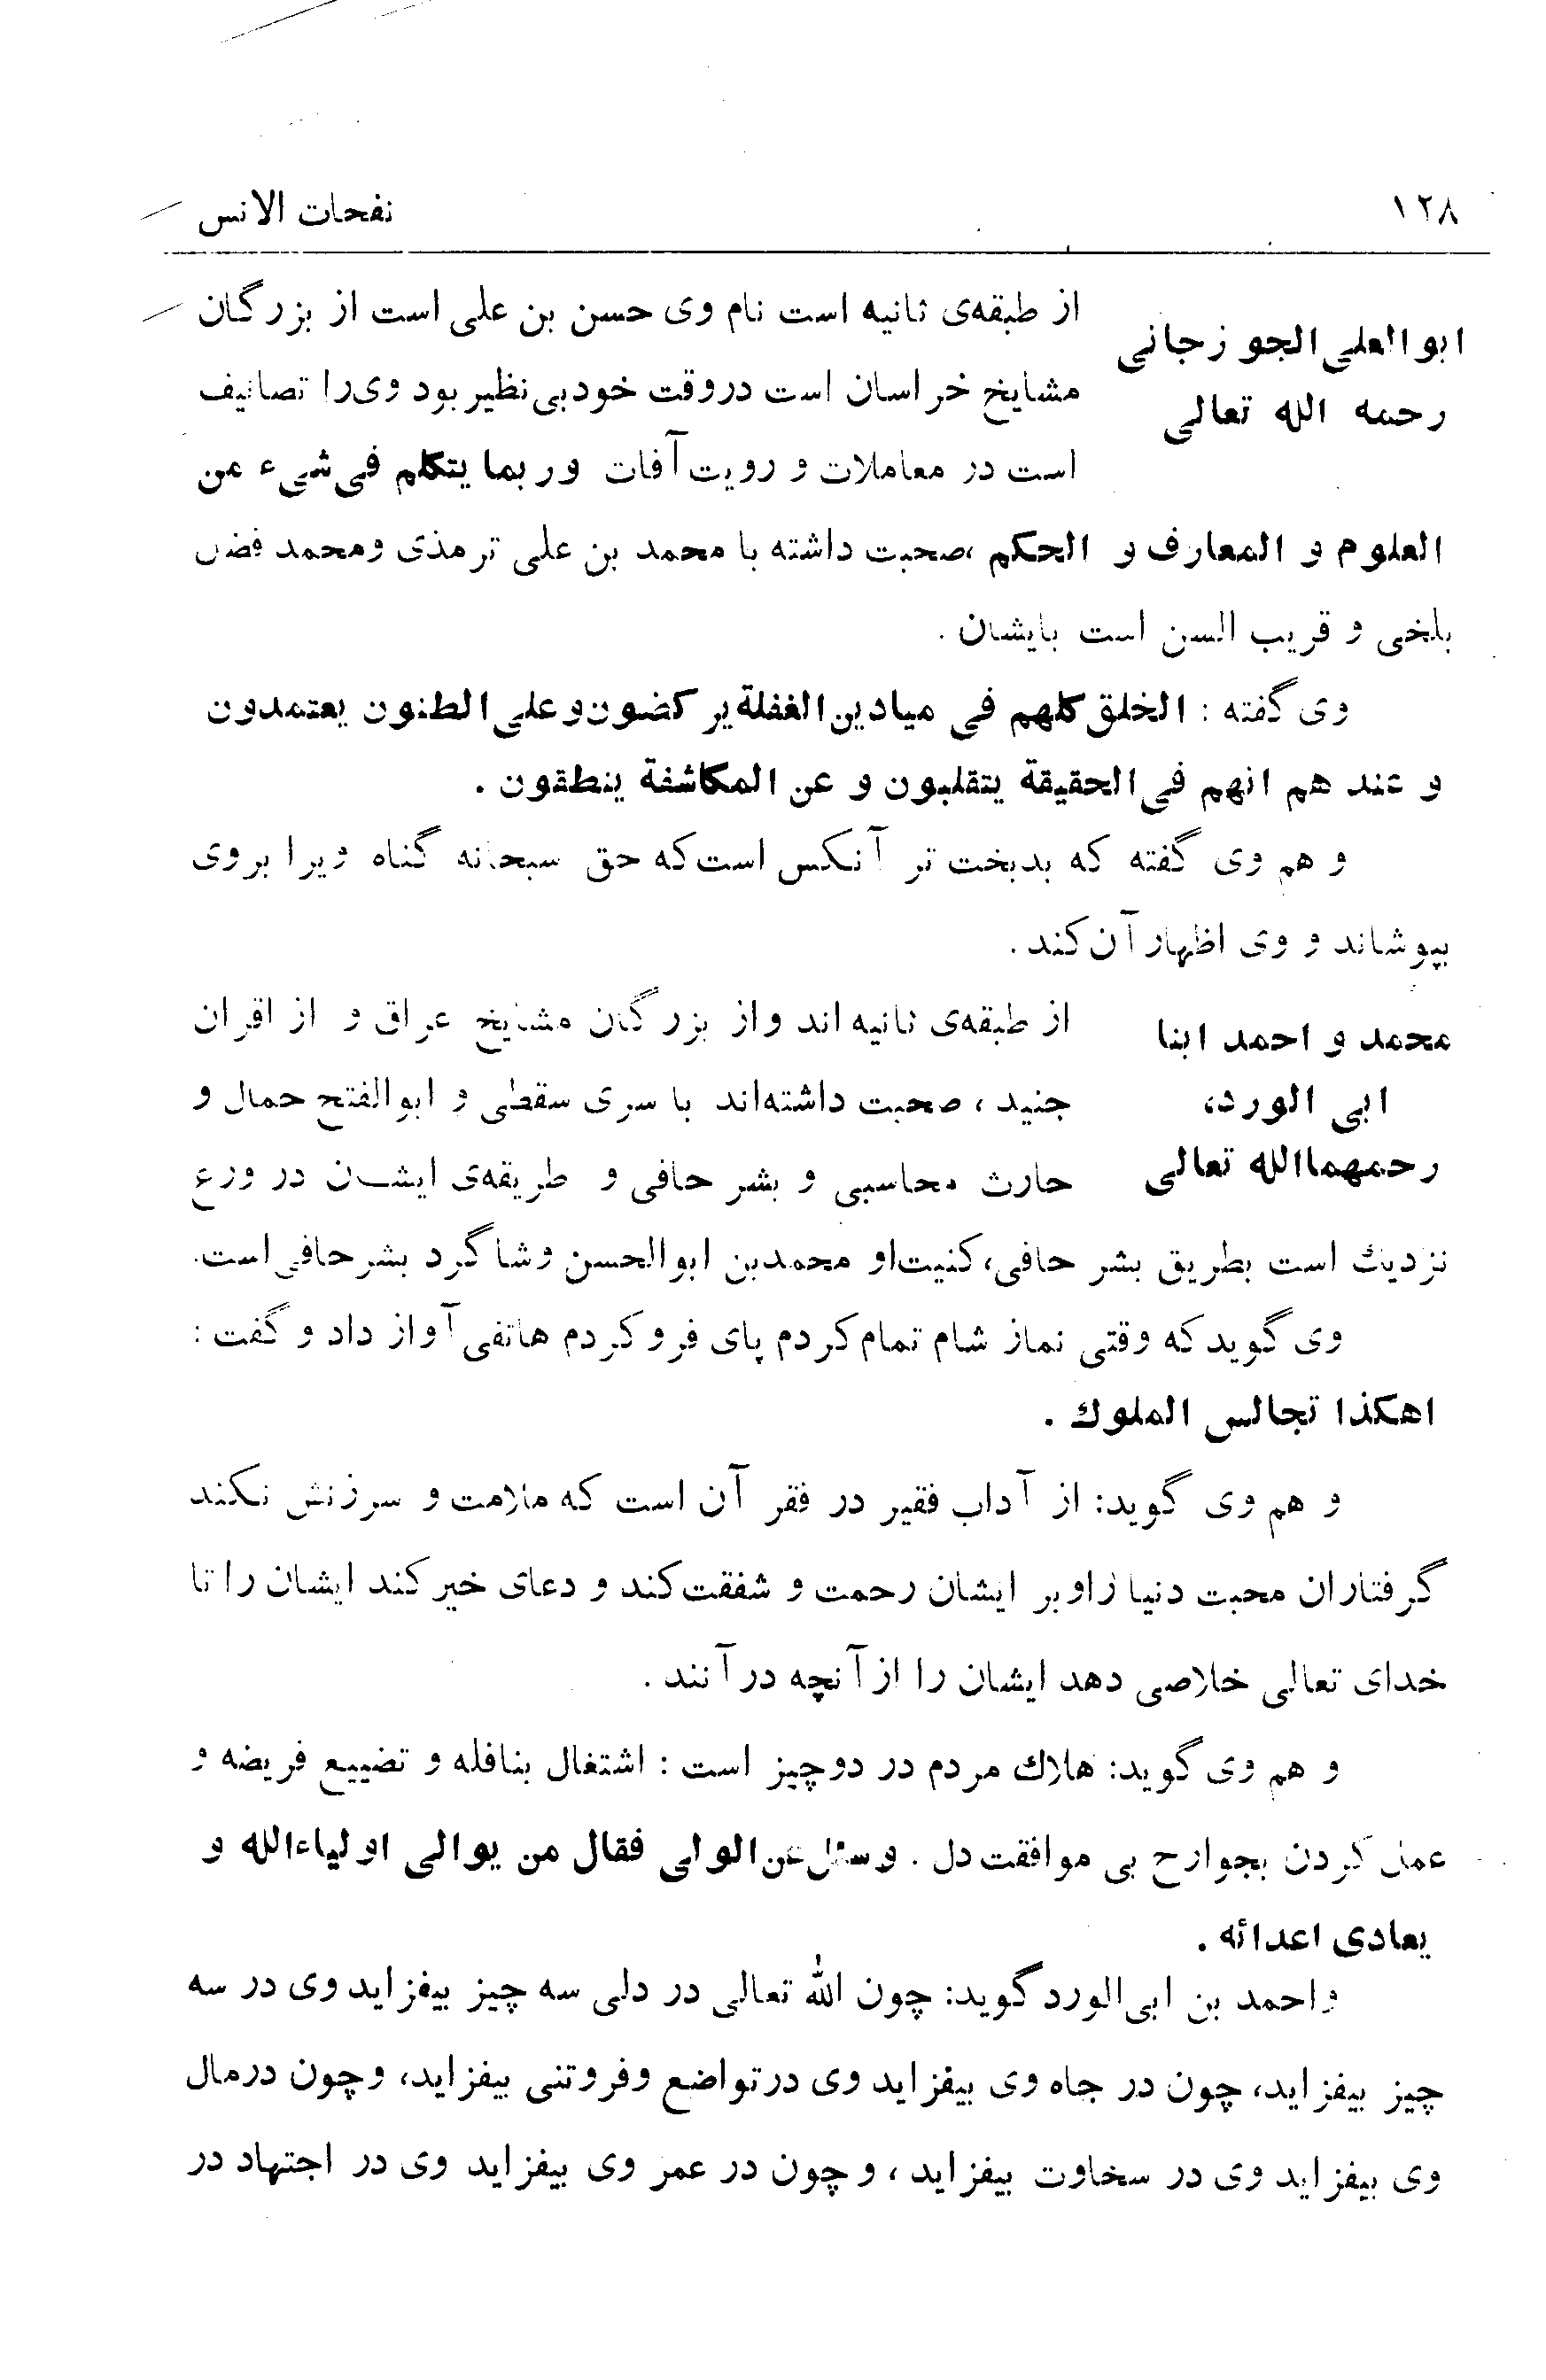 ۱۲۸
نفحات الانس
ابوالعلی الجوزجانی
رحمه الله تعالی
از طبقه‌ی ثانیه است نام وی حسن بن علی است از بزرگان
مشایخ خراسان است دروقت خودبی‌نظیر بود وی‌را تصانیف
است در معاملات و رویت آفات وربما یتکلم فی شیء عن
العلوم و المعارف و الحکم ،صحبت داشته با محمد بن علی ترمذی ومحمد فضل
بلخی و قریب السن است بایشان .
وی گفته : الخلق کلهم فی میادین الغفلة یرکضون وعلی الظنون یعتمدون
و عند هم انهم فی الحقیقة یتقلبون و عن المکاشفة ینطقون .
و هم وی گفته که بدبخت تر آنکس است‌که حق سبحانه گناه ویرا بروی
بپوشاند و وی اظهار آن کند .
محمد و احمد ابنا
ابی الورد،
رحمهماالله تعالی
از طبقه‌ی ثانیه اند واز بزرگان مشایخ عراق و از اقران
جنید ، صحبت داشته‌اند با سری سقطی و ابوالفتح حمال و
حارث محاسبی و بشر حافی و طریقه‌ی ایشان در ورع
نزدیك است بطریق بشر حافی، کنیت‌او محمدبن ابوالحسن وشاگرد بشرحافی است.
وی گوید که وقتی نماز شام تمام کردم پای فرو کردم هاتفی آواز داد و گفت :
اهکذا تجالس الملوك .
و هم وی گوید: از آداب فقیر در فقر آن است که ملامت و سرزنش نکند
گرفتاران محبت دنیا را‌وبر ایشان رحمت و شفقت کند و دعای خیر کند ایشان را تا
خدای تعالی خلاصی دهد ایشان را از آنچه درآنند .
و هم وی گوید: هلاك مردم در دوچیز است : اشتغال بنافله و تضییع فریضه و
عمل کردن بجوارح بی موافقت دل . وسئل عن الولی فقال من یوالی اولیاءالله و
یعادی اعدائه .
واحمد بن ابی‌الورد گوید: چون الله تعالی در دلی سه چیز بیفزاید وی در سه
چیز بیفزاید، چون در جاه وی بیفزاید وی درتواضع وفروتنی بیفزاید، وچون درمال
وی بیفزاید وی در سخاوت بیفزاید ، و چون در عمر وی بیفزاید وی در اجتهاد در